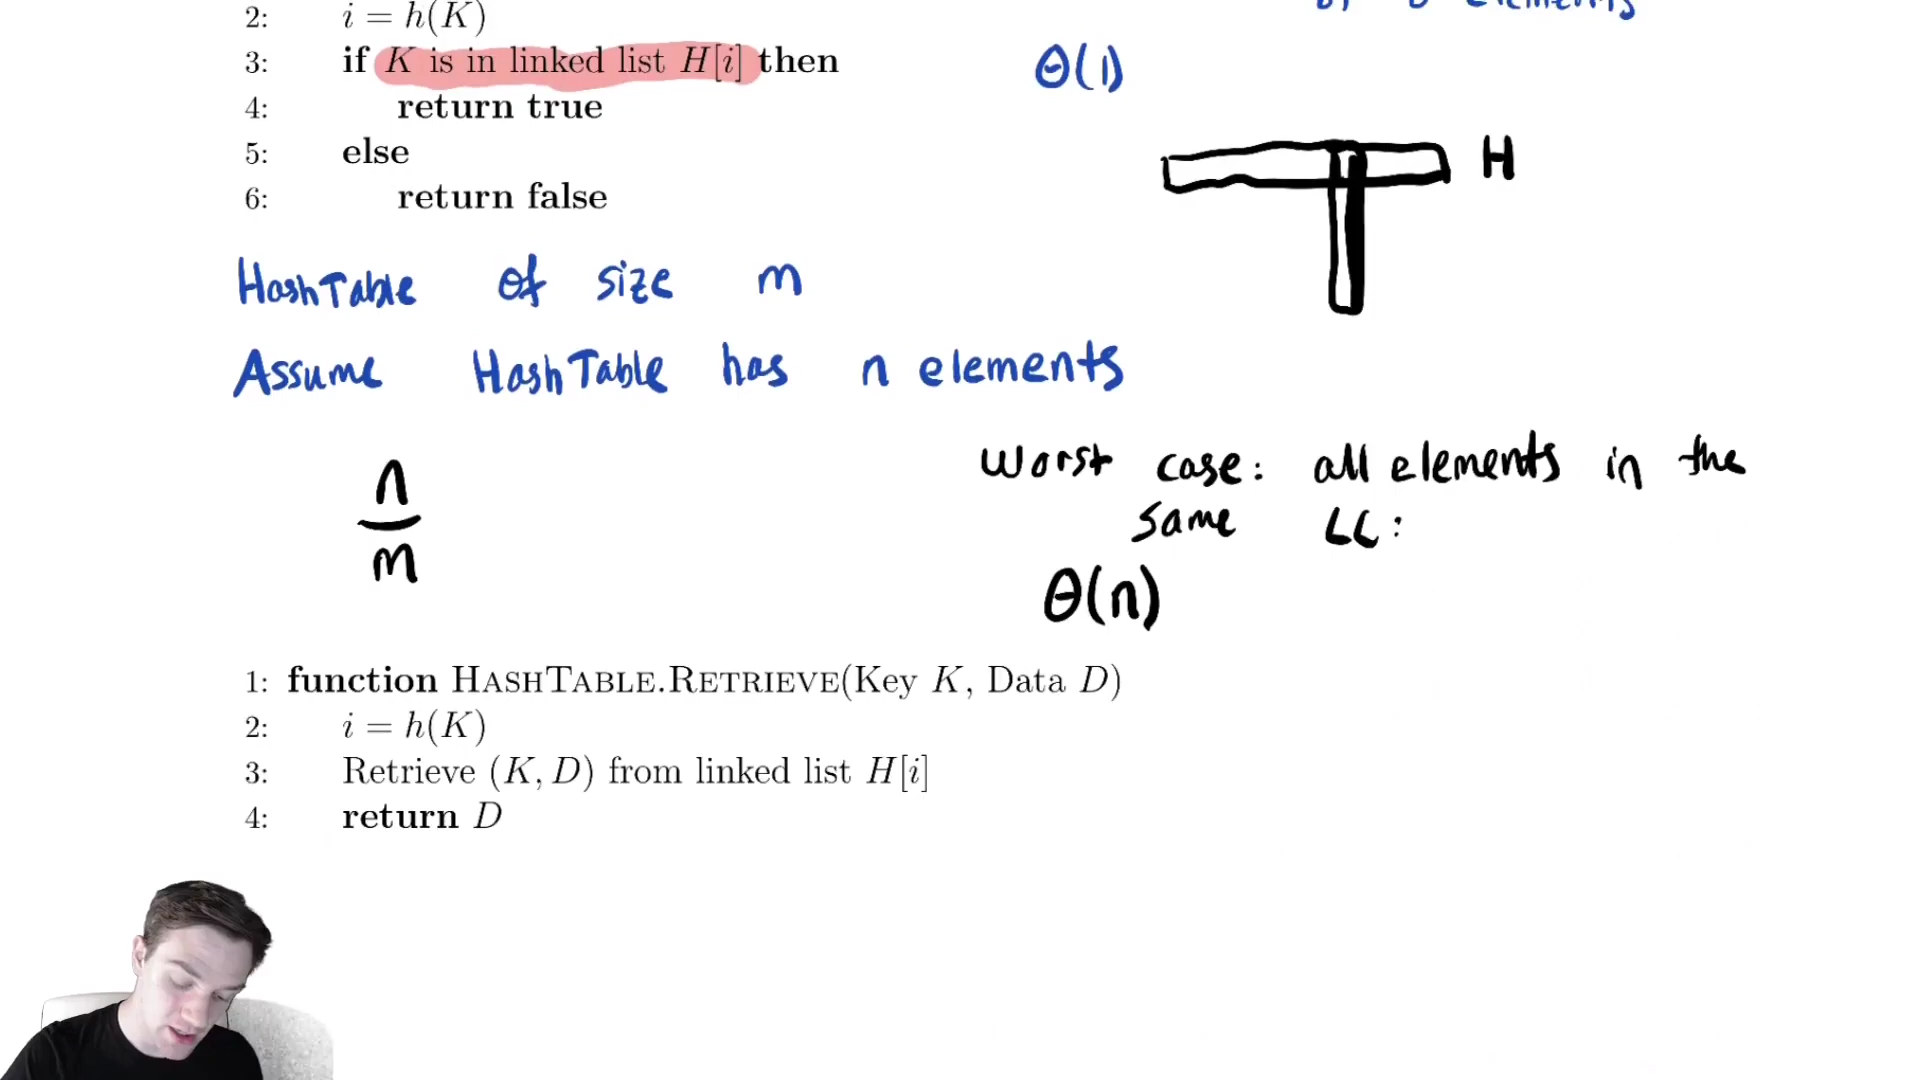 2: i = h(K)
elements
3: if K is in linked list H[i] then
Θ(1)
4: return true
5: else
6: return false
H
HashTable of size m
Assume HashTable has n elements
n
m
worst case: all elements in the
same LL:
Θ(n)
1: function HASHTABLE.RETRIEVE(Key K, Data D)
2: i = h(K)
3: Retrieve (K, D) from linked list H[i]
4: return D